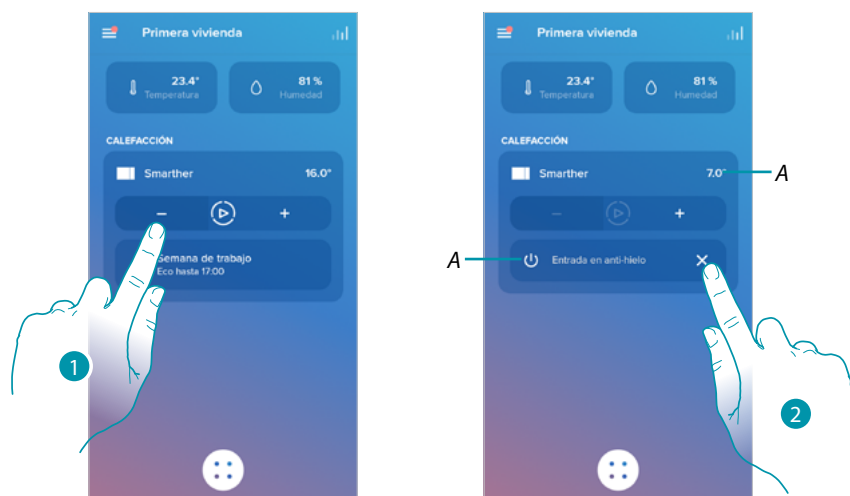 Primera vivienda
23.4°
Temperatura
81 %
Humedad
CALEFACCIÓN
Smarther
16.0°
−
+
Semana de trabajo
Eco hasta 17:00
1
Primera vivienda
23.4°
Temperatura
81 %
Humedad
CALEFACCIÓN
Smarther
7.0°
A
−
+
A
Entrada en anti-hielo
2